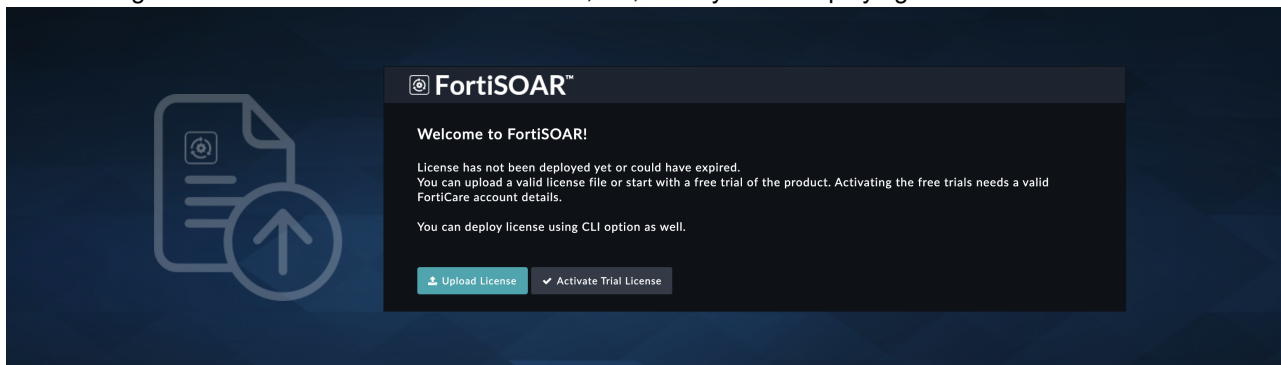 FortiSOAR™
Welcome to FortiSOAR!
License has not been deployed yet or could have expired.
You can upload a valid license file or start with a free trial of the product. Activating the free trials needs a valid
FortiCare account details.
You can deploy license using CLI option as well.
Upload License
Activate Trial License